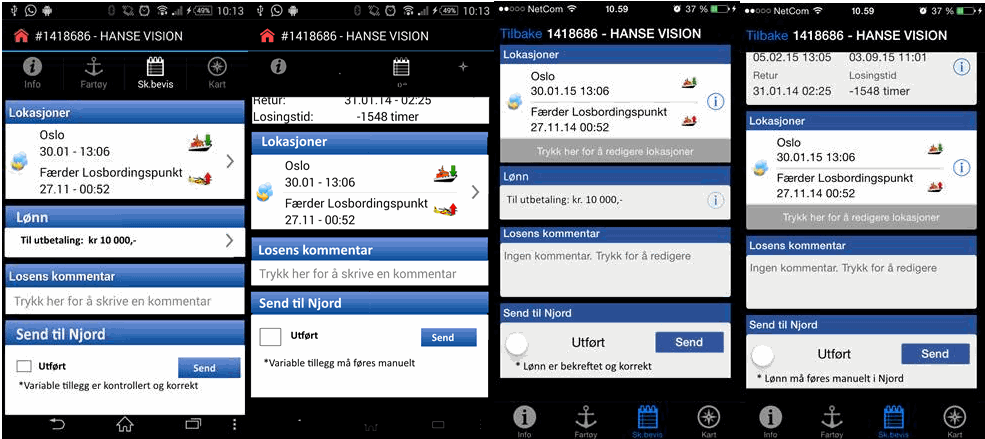 10:13
49%
#1418686 - HANSE VISION
Info
Fartøy
Sk.bevis
Kart
Lokasjoner
Oslo
30.01 - 13:06
Færder Losbordingspunkt
27.11 - 00:52
Lønn
Til utbetaling: kr 10 000,-
Losens kommentar
Trykk her for å skrive en kommentar
Send til Njord
Utført
Send
*Variable tillegg er kontrollert og korrekt
49%
10:13
#1418686 - HANSE VISION
Retur:
31.01.14 - 02:25
Losingstid:
-1548 timer
Lokasjoner
Oslo
30.01 - 13:06
Færder Losbordingspunkt
27.11 - 00:52
Losens kommentar
Trykk her for å skrive en kommentar
Send til Njord
Utført
Send
*Variable tillegg må føres manuelt
NetCom
10.59
37 %
Tilbake 1418686 - HANSE VISION
Lokasjoner
Oslo
30.01.15 13:06
Færder Losbordingspunkt
27.11.14 00:52
Trykk her for å redigere lokasjoner
Lønn
Til utbetaling: kr. 10 000,-
Losens kommentar
Ingen kommentar. Trykk for å redigere
Send til Njord
Utført
Send
* Lønn er bekreftet og korrekt
Info
Fartøy
Sk.bevis
Kart
NetCom
10.59
37 %
Tilbake 1418686 - HANSE VISION
05.02.15 13:05
03.09.15 11:01
Retur
Losingstid
31.01.14 02:25
-1548 timer
Lokasjoner
Oslo
30.01.15 13:06
Færder Losbordingspunkt
27.11.14 00:52
Trykk her for å redigere lokasjoner
Losens kommentar
Ingen kommentar. Trykk for å redigere
Send til Njord
Utført
Send
* Lønn må føres manuelt i Njord
Info
Fartøy
Sk.bevis
Kart